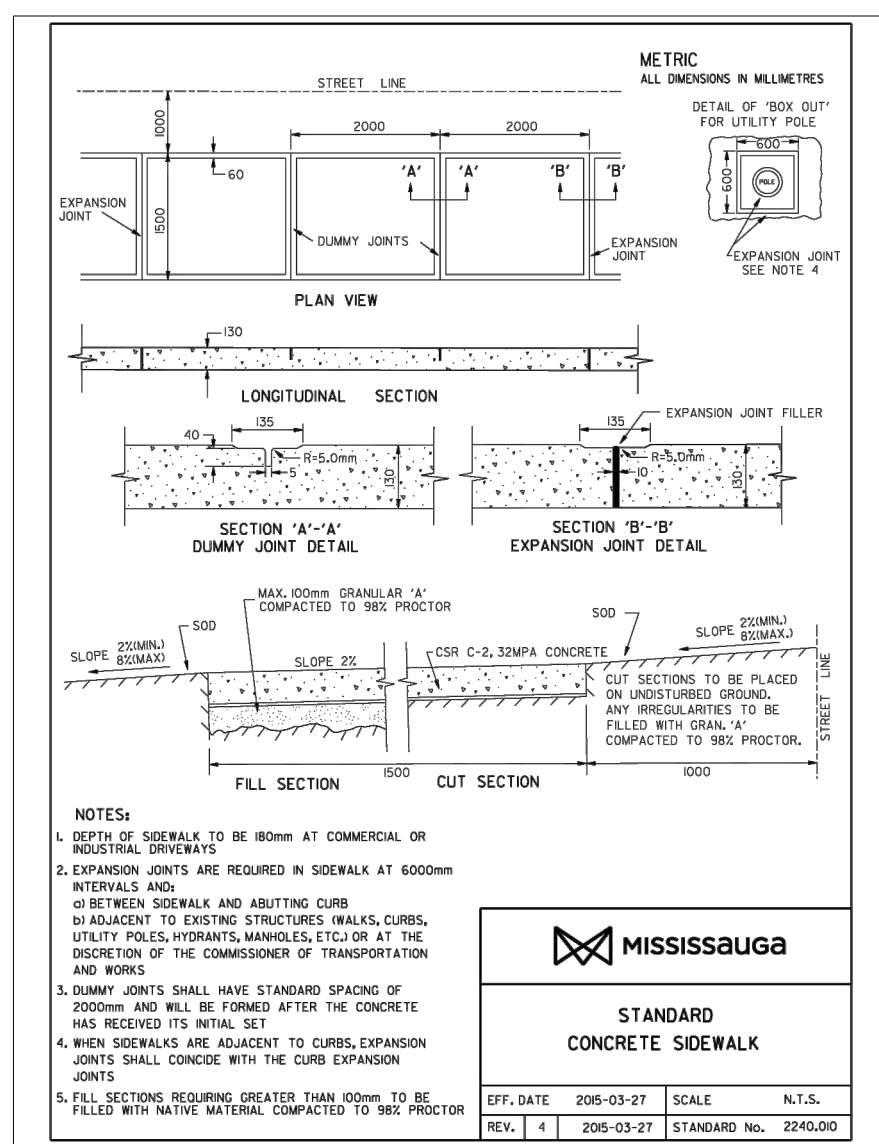 METRIC
ALL DIMENSIONS IN MILLIMETRES
STREET LINE
DETAIL OF 'BOX OUT'
FOR UTILITY POLE
1000
2000
2000
600
60
'A'
'A'
'B'
'B'
600
POLE
EXPANSION
JOINT
1500
DUMMY JOINTS
EXPANSION
JOINT
EXPANSION JOINT
SEE NOTE 4
PLAN VIEW
130
LONGITUDINAL SECTION
135
40
R=5.0mm
5
130
SECTION 'A'-'A'
DUMMY JOINT DETAIL
135
EXPANSION JOINT FILLER
R=5.0mm
10
130
SECTION 'B'-'B'
EXPANSION JOINT DETAIL
MAX. 100mm GRANULAR 'A'
COMPACTED TO 98% PROCTOR
SOD
SLOPE 2%(MIN.)
8%(MAX)
SLOPE 2%
CSR C-2, 32MPA CONCRETE
SOD
SLOPE 2%(MIN.)
8%(MAX.)
CUT SECTIONS TO BE PLACED
ON UNDISTURBED GROUND.
ANY IRREGULARITIES TO BE
FILLED WITH GRAN. 'A'
COMPACTED TO 98% PROCTOR.
STREET LINE
1500
1000
FILL SECTION
CUT SECTION
NOTES:
1. DEPTH OF SIDEWALK TO BE 180mm AT COMMERCIAL OR
INDUSTRIAL DRIVEWAYS
2. EXPANSION JOINTS ARE REQUIRED IN SIDEWALK AT 6000mm
INTERVALS AND:
a) BETWEEN SIDEWALK AND ABUTTING CURB
b) ADJACENT TO EXISTING STRUCTURES (WALKS, CURBS,
UTILITY POLES, HYDRANTS, MANHOLES, ETC.) OR AT THE
DISCRETION OF THE COMMISSIONER OF TRANSPORTATION
AND WORKS
3. DUMMY JOINTS SHALL HAVE STANDARD SPACING OF
2000mm AND WILL BE FORMED AFTER THE CONCRETE
HAS RECEIVED ITS INITIAL SET
4. WHEN SIDEWALKS ARE ADJACENT TO CURBS, EXPANSION
JOINTS SHALL COINCIDE WITH THE CURB EXPANSION
JOINTS
5. FILL SECTIONS REQUIRING GREATER THAN 100mm TO BE
FILLED WITH NATIVE MATERIAL COMPACTED TO 98% PROCTOR
MISSISSauGa
STANDARD
CONCRETE SIDEWALK
EFF. DATE 2015-03-27 SCALE N.T.S.
REV. 4 2015-03-27 STANDARD No. 2240.010